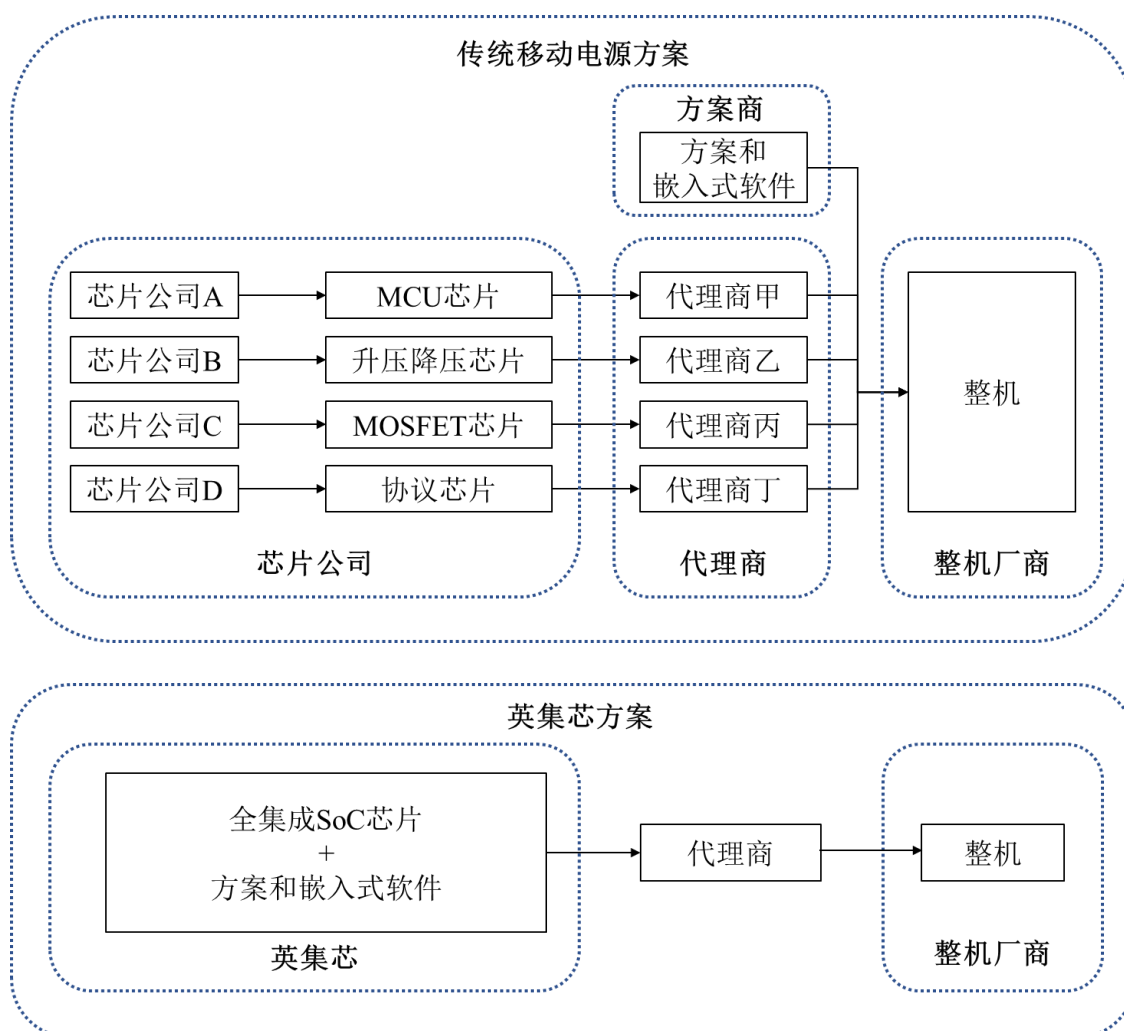 传统移动电源方案
方案商
方案和
嵌入式软件
芯片公司A
MCU芯片
代理商甲
芯片公司B
升压降压芯片
代理商乙
芯片公司C
MOSFET芯片
代理商丙
芯片公司D
协议芯片
代理商丁
整机
芯片公司
代理商
整机厂商
英集芯方案
全集成SoC芯片
+
方案和嵌入式软件
英集芯
代理商
整机
整机厂商